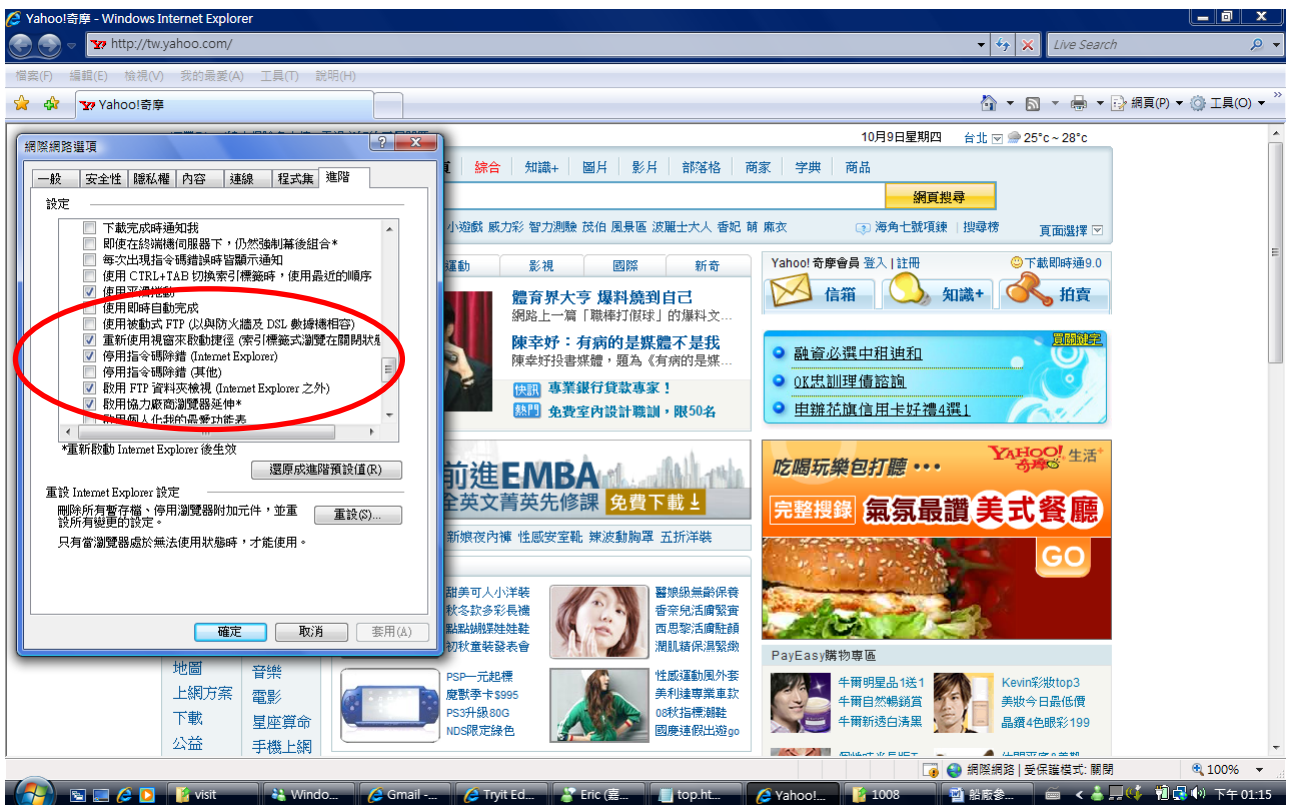 Yahoo!奇摩 - Windows Internet Explorer
http://tw.yahoo.com/
Live Search
檔案(F) 編輯(E) 檢視(V) 我的最愛(A) 工具(T) 說明(H)
Yahoo!奇摩
網頁(P) 工具(O)
網際網路選項
一般 安全性 隱私權 內容 連線 程式集 進階
設定
下載完成時通知我
即使在終端機伺服器下，仍然強制幕後組合*
每次出現指令碼錯誤時皆顯示通知
使用 CTRL+TAB 切換索引標籤時，使用最近的順序
使用平滑捲動
使用即時自動完成
使用被動式 FTP (以與防火牆及 DSL 數據機相容)
重新使用視窗來啟動捷徑 (索引標籤式瀏覽在關閉狀態
停用指令碼除錯 (Internet Explorer)
停用指令碼除錯 (其他)
啟用 FTP 資料夾檢視 (Internet Explorer 之外)
啟用協力廠商瀏覽器延伸*
啟用個人化我的最愛功能表
*重新啟動 Internet Explorer 後生效
還原成進階預設值(R)
重設 Internet Explorer 設定
刪除所有暫存檔、停用瀏覽器附加元件，並重
設所有變更的設定。
重設(S)...
只有當瀏覽器處於無法使用狀態時，才能使用。
確定 取消 套用(A)
地圖 音樂
上網方案 電影
下載 星座算命
公益 手機上網
10月9日星期四 台北 25°c ~ 28°c
綜合 知識+ 圖片 影片 部落格 商家 字典 商品
網頁搜尋
小遊戲 威力彩 智力測驗 茂伯 風景區 波麗士大人 香妃 萌 麻衣
海角七號項鍊 | 搜尋榜
頁面選擇
運動 影視 國際 新奇
體育界大亨 爆料燒到自己
網路上一篇「職棒打假球」的爆料文...
陳幸妤：有病的是媒體不是我
陳幸妤投書媒體，題為《有病的是媒...
快訊 專業銀行貸款專家！
熱門 免費室內設計職訓，限50名
前進EMBA
全英文菁英先修課 免費下載
新娘夜內褲 性感安室靴 辣波動胸罩 五折洋裝
甜美可人小洋裝
秋冬款多彩長襪
點點蝴蝶娃娃鞋
初秋童裝發表會
醫娘級無齡保養
香奈兒活膚緊實
西思黎活膚駐顏
潤肌精保濕緊緻
PSP一元起標
魔獸季卡$995
PS3升級80G
NDS限定綠色
性感運動風外套
美利達專業車款
08秋指標潮鞋
國慶連假出遊go
Yahoo!奇摩會員 登入 | 註冊
下載即時通9.0
信箱 知識+ 拍賣
買關鍵字
融資必選中租迪和
OK忠訓理債諮詢
申辦花旗信用卡好禮4選1
吃喝玩樂包打聽 •••
YAHOO!奇摩 生活+
完整搜錄 氣氛最讚 美式餐廳
GO
PayEasy購物專區
牛爾明星品1送1
牛爾自然暢銷賞
牛爾新透白清黑
Kevin彩妝top3
美妝今日最低價
晶鑽4色眼彩199
網際網路 | 受保護模式: 關閉
100%
visit Windo... Gmail -... Tryit Ed... Eric (嘉... top.ht... Yahoo!... 1008 船廠參...
下午 01:15